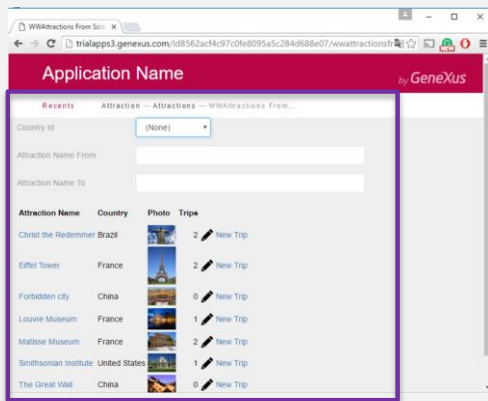 WWAttractions From Scra
trialapps3.genexus.com/Id8562acf4c97c0fe8095a5c284d688e07/wwattractionsfr
Application Name
by GeneXus
Recents Attraction — Attractions — WWAttractions From...
Country Id (None)
Attraction Name From
Attraction Name To
Attraction Name Country Photo Trips
Christ the Redemmer Brazil 2 New Trip
Eiffel Tower France 2 New Trip
Forbidden city China 0 New Trip
Louvre Museum France 1 New Trip
Matisse Museum France 2 New Trip
Smithsonian Institute United States 1 New Trip
The Great Wall China 0 New Trip